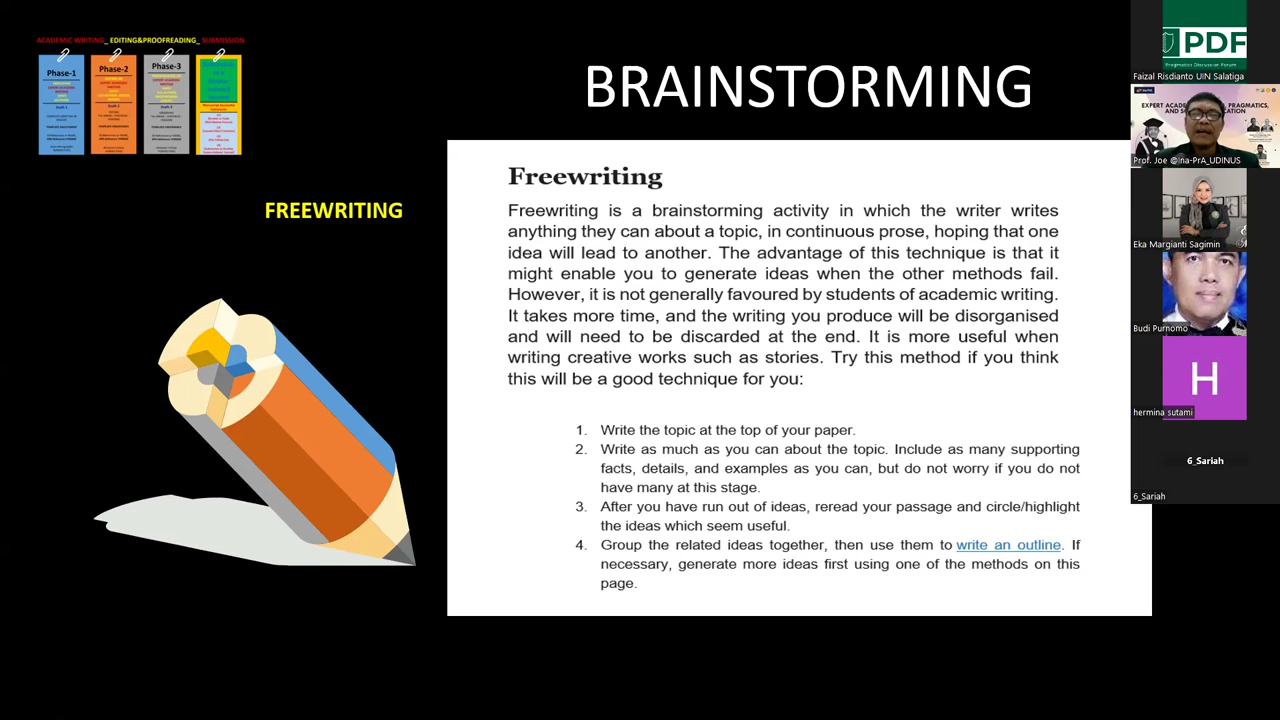 ACADEMIC WRITING_ EDITING&PROOFREADING_ SUBMISSION
Phase-1
Phase-2
Phase-3
BRAINSTORMING
FREEWRITING
Freewriting
Freewriting is a brainstorming activity in which the writer writes
anything they can about a topic, in continuous prose, hoping that one
idea will lead to another. The advantage of this technique is that it
might enable you to generate ideas when the other methods fail.
However, it is not generally favoured by students of academic writing.
It takes more time, and the writing you produce will be disorganised
and will need to be discarded at the end. It is more useful when
writing creative works such as stories. Try this method if you think
this will be a good technique for you:
1. Write the topic at the top of your paper.
2. Write as much as you can about the topic. Include as many supporting
facts, details, and examples as you can, but do not worry if you do not
have many at this stage.
3. After you have run out of ideas, reread your passage and circle/highlight
the ideas which seem useful.
4. Group the related ideas together, then use them to write an outline. If
necessary, generate more ideas first using one of the methods on this
page.
PDF
Pragmatics Discussion Forum
Faizal Risdianto UIN Salatiga
Prof. Joe @Ina-PrA_UDINUS
Eka Margianti Sagimin
Budi Purnomo
H
hermina sutami
6_Sariah
6_Sariah